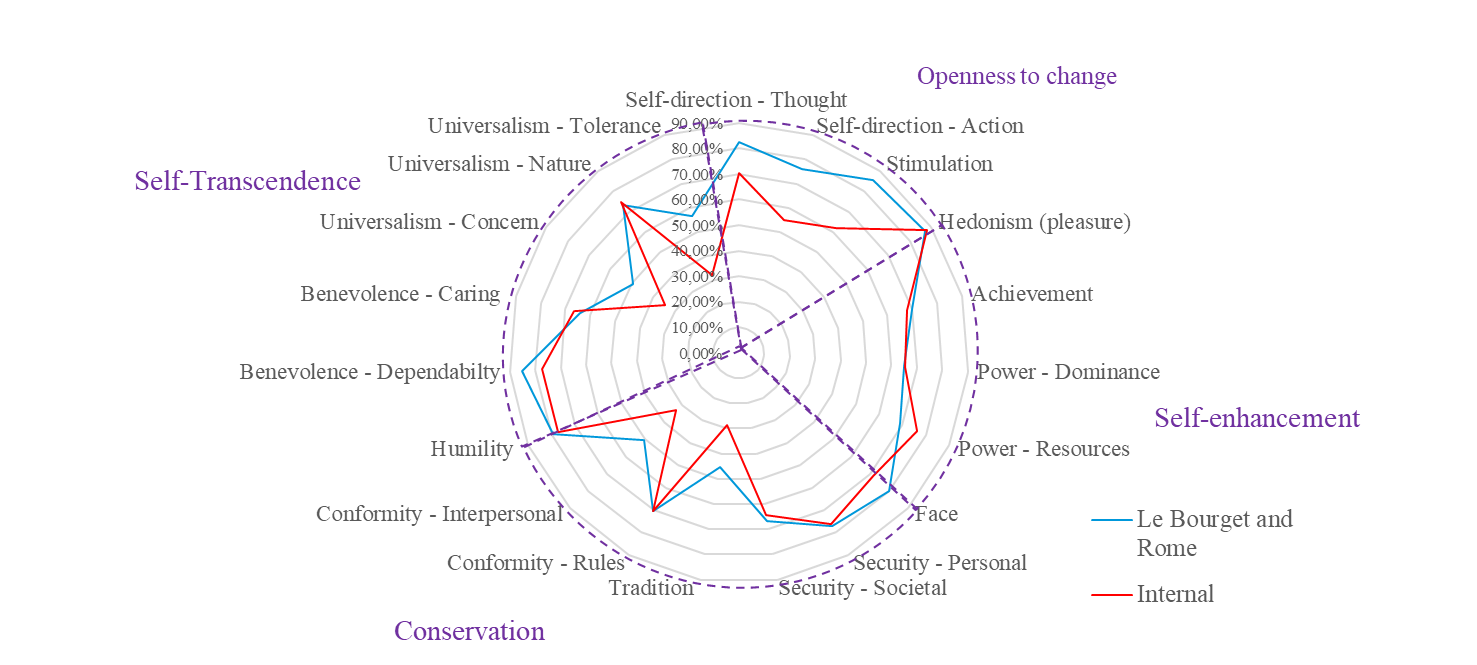 Openness to change
Self-direction - Thought
Universalism - Tolerance
90,00%
Self-direction - Action
80,00%
Universalism - Nature
Stimulation
70,00%
Self-Transcendence
60,00%
Universalism - Concern
50,00%
Hedonism (pleasure)
40,00%
30,00%
Benevolence - Caring
Achievement
20,00%
10,00%
0,00%
Benevolence - Dependabilty
Power - Dominance
Self-enhancement
Humility
Power - Resources
Conformity - Interpersonal
Face
Le Bourget and
Rome
Conformity - Rules
Security - Personal
Tradition
Security - Societal
Internal
Conservation